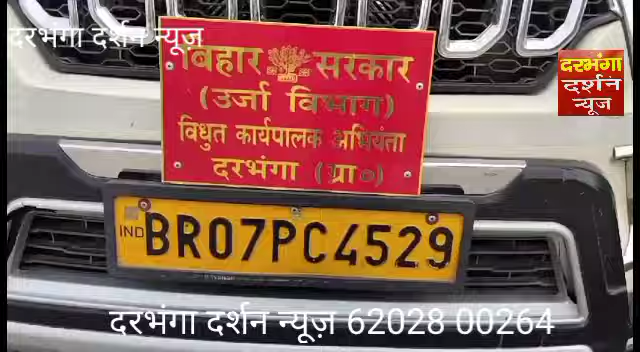 दरभंगा दर्शन न्यूज़
बिहार सरकार
(उर्जा विभाग)
विधुत कार्यपालक अभियंता
दरभंगा (ग्रा०)
दरभंगा
दर्शन
न्यूज
IND BR07PC4529
दरभंगा दर्शन न्यूज़ 62028 00264